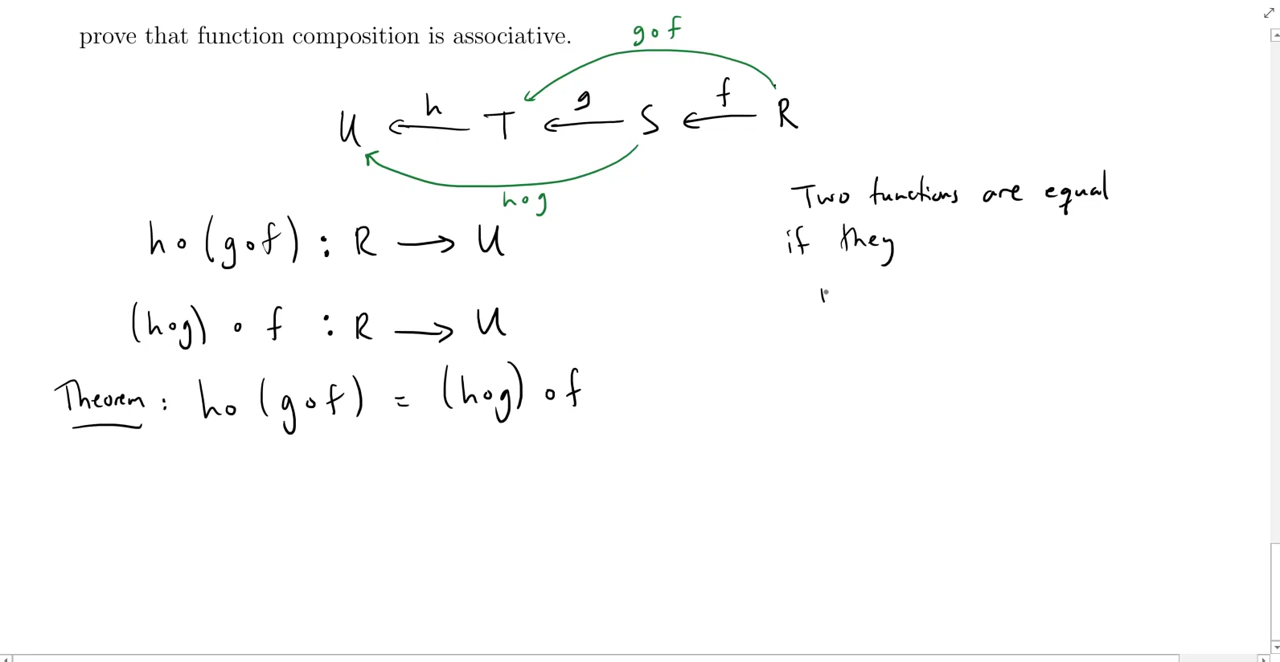 prove that function composition is associative.
g∘f
U ← h T ← g S ← f R
h∘g
h∘(g∘f) : R → U
(h∘g) ∘ f : R → U
Theorem : h∘(g∘f) = (h∘g) ∘ f
Two functions are equal
if they